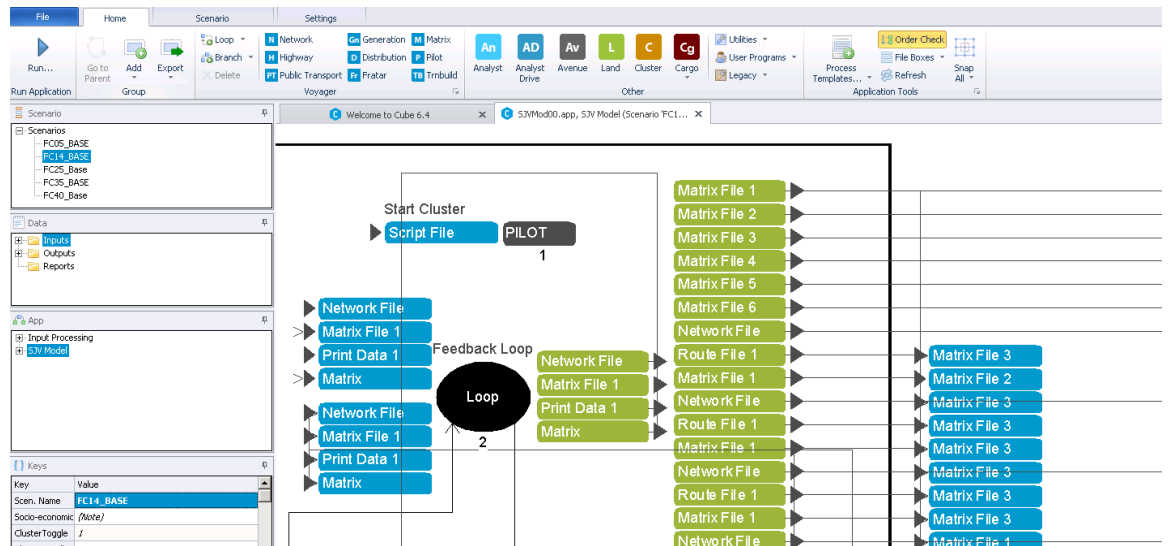 File Home Scenario Settings
Run... Go to Parent Add Export Loop Branch Delete
Network Generation Matrix
Highway Distribution Pilot
Public Transport Fratar Trnbuild
An AD Av L C Cg
Analyst Analyst Drive Avenue Land Cluster Cargo
Utilities User Programs Legacy
Process Templates... Order Check File Boxes Refresh Snap All
Run Application Group Voyager Other Application Tools
Scenario
Scenarios
FC05_BASE
FC14_BASE
FC25_Base
FC35_BASE
FC40_Base
Data
Inputs
Outputs
Reports
App
Input Processing
SJV Model
Keys
Key Value
Scen. Name FC14_BASE
Socio-economic (Note)
ClusterToggle 1
Welcome to Cube 6.4
SJVMod00.app, SJV Model (Scenario 'FC1...
Start Cluster
Script File PILOT
1
Network File
Matrix File 1
Print Data 1
Matrix
Network File
Matrix File 1
Print Data 1
Matrix
Feedback Loop
Loop
2
Network File
Matrix File 1
Print Data 1
Matrix
Matrix File 1
Matrix File 2
Matrix File 3
Matrix File 4
Matrix File 5
Matrix File 6
Network File
Route File 1
Matrix File 1
Network File
Route File 1
Matrix File 1
Network File
Route File 1
Matrix File 1
Network File
Matrix File 3
Matrix File 2
Matrix File 3
Matrix File 3
Matrix File 3
Matrix File 3
Matrix File 3
Matrix File 3
Matrix File 1